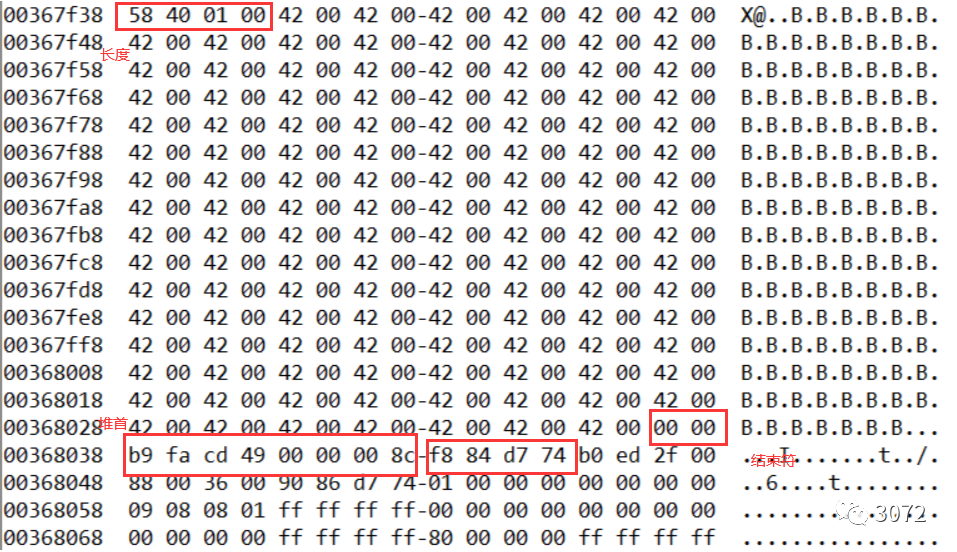 00367f38 58 40 01 00 42 00 42 00-42 00 42 00 42 00 42 00 X@..B.B.B.B.B.B.
00367f48 42 00 42 00 42 00 42 00-42 00 42 00 42 00 42 00 B.B.B.B.B.B.B.B.
长度
00367f58 42 00 42 00 42 00 42 00-42 00 42 00 42 00 42 00 B.B.B.B.B.B.B.B.
00367f68 42 00 42 00 42 00 42 00-42 00 42 00 42 00 42 00 B.B.B.B.B.B.B.B.
00367f78 42 00 42 00 42 00 42 00-42 00 42 00 42 00 42 00 B.B.B.B.B.B.B.B.
00367f88 42 00 42 00 42 00 42 00-42 00 42 00 42 00 42 00 B.B.B.B.B.B.B.B.
00367f98 42 00 42 00 42 00 42 00-42 00 42 00 42 00 42 00 B.B.B.B.B.B.B.B.
00367fa8 42 00 42 00 42 00 42 00-42 00 42 00 42 00 42 00 B.B.B.B.B.B.B.B.
00367fb8 42 00 42 00 42 00 42 00-42 00 42 00 42 00 42 00 B.B.B.B.B.B.B.B.
00367fc8 42 00 42 00 42 00 42 00-42 00 42 00 42 00 42 00 B.B.B.B.B.B.B.B.
00367fd8 42 00 42 00 42 00 42 00-42 00 42 00 42 00 42 00 B.B.B.B.B.B.B.B.
00367fe8 42 00 42 00 42 00 42 00-42 00 42 00 42 00 42 00 B.B.B.B.B.B.B.B.
00367ff8 42 00 42 00 42 00 42 00-42 00 42 00 42 00 42 00 B.B.B.B.B.B.B.B.
00368008 42 00 42 00 42 00 42 00-42 00 42 00 42 00 42 00 B.B.B.B.B.B.B.B.
00368018 42 00 42 00 42 00 42 00-42 00 42 00 42 00 42 00 B.B.B.B.B.B.B.B.
堆首
00368028 42 00 42 00 42 00 42 00-42 00 42 00 42 00 00 00 B.B.B.B.B.B.B...
00368038 b9 fa cd 49 00 00 00 8c-f8 84 d7 74 b0 ed 2f 00 ...I.......t../.
结束符
00368048 88 00 36 00 90 86 d7 74-01 00 00 00 00 00 00 00 ..6....t........
00368058 09 08 08 01 ff ff ff ff-00 00 00 00 00 00 00 00 ................
00368068 00 00 00 00 ff ff ff ff-80 00 00 00 ff ff ff ff ................
3072